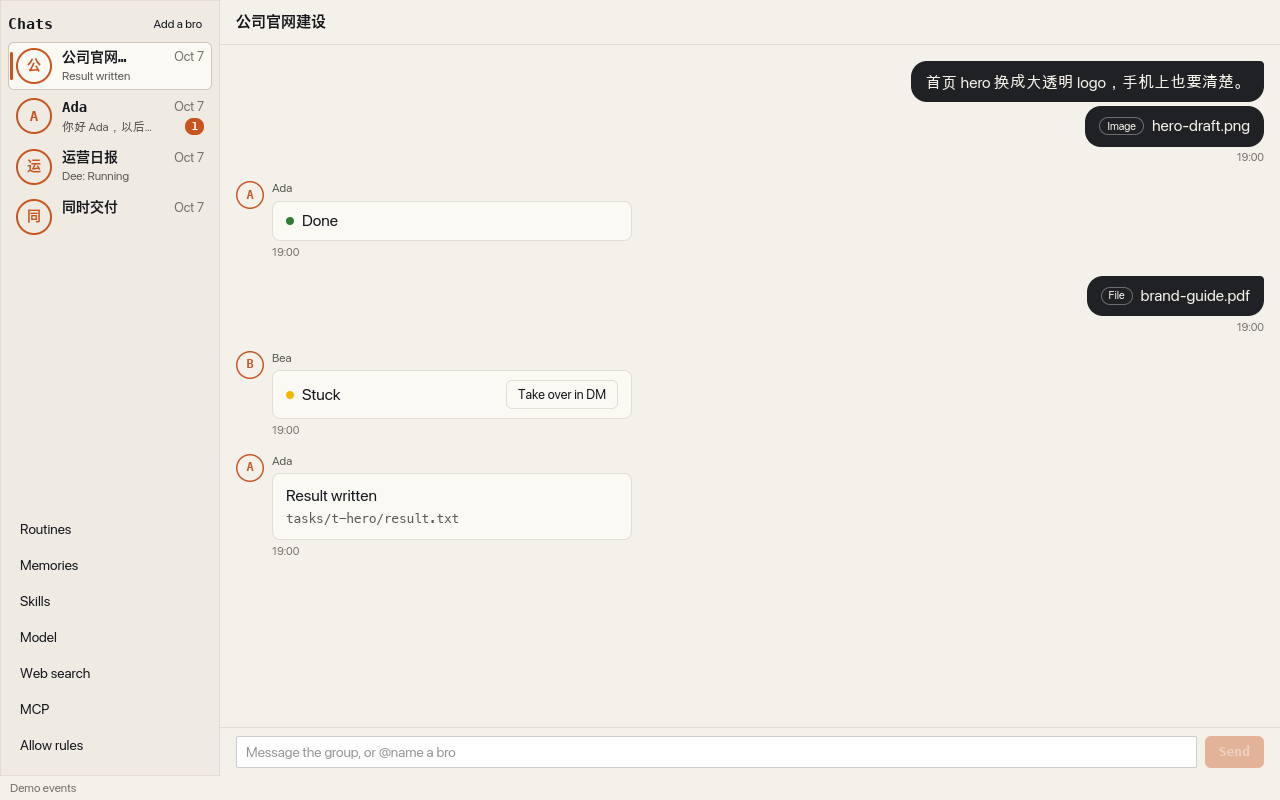 Chats
Add a bro
公
公司官网…
Oct 7
Result written
A
Ada
Oct 7
你好 Ada，以后…
1
运
运营日报
Oct 7
Dee: Running
同
同时交付
Oct 7
Routines
Memories
Skills
Model
Web search
MCP
Allow rules
Demo events
公司官网建设
首页 hero 换成大透明 logo，手机上也要清楚。
Image hero-draft.png
19:00
A
Ada
Done
19:00
File brand-guide.pdf
19:00
B
Bea
Stuck
Take over in DM
19:00
A
Ada
Result written
tasks/t-hero/result.txt
19:00
Message the group, or @name a bro
Send